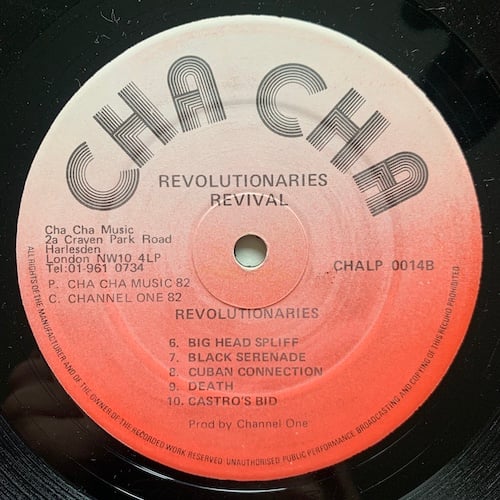 CHA CHA
REVOLUTIONARIES
REVIVAL
Cha Cha Music
2a Craven Park Road
Harlesden
London NW10 4LP
Tel:01-961 0734
P. CHA CHA MUSIC 82
C. CHANNEL ONE 82
CHALP 0014B
REVOLUTIONARIES
6. BIG HEAD SPLIFF
7. BLACK SERENADE
8. CUBAN CONNECTION
9. DEATH
10. CASTRO'S BID
Prod by Channel One
ALL RIGHTS OF THE MANUFACTURER AND OF THE OWNER OF THE RECORDED WORK RESERVED. UNAUTHORISED PUBLIC PERFORMANCE BROADCASTING AND COPYING OF THIS RECORD PROHIBITED